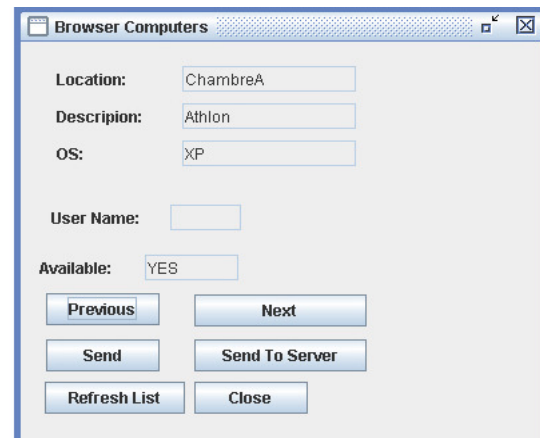 Browser Computers
Location: ChambreA
Descripion: Athlon
OS: XP
User Name:
Available: YES
Previous Next
Send Send To Server
Refresh List Close